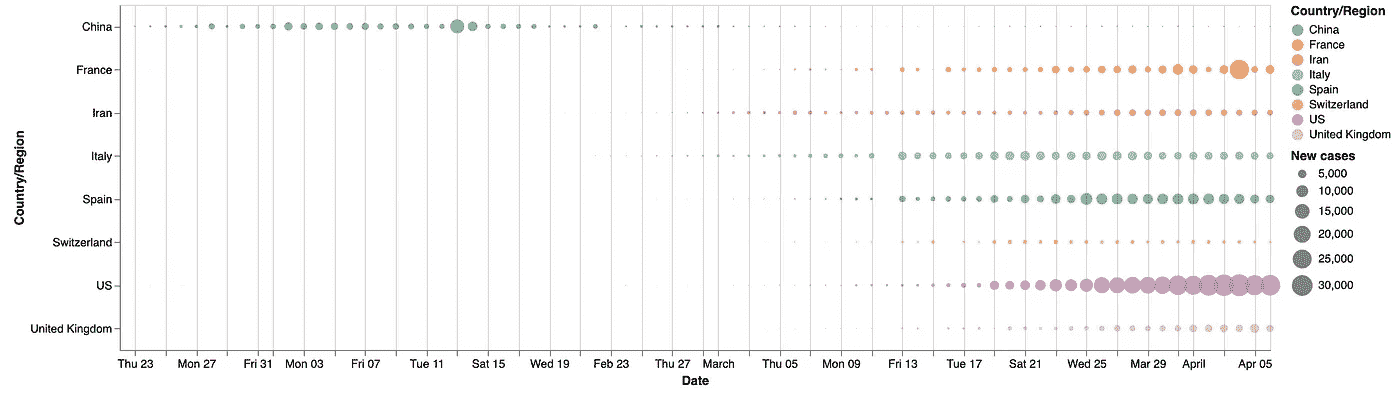 Country/Region
China
France
Iran
Italy
Spain
Switzerland
US
United Kingdom
Thu 23 Mon 27 Fri 31 Mon 03 Fri 07 Tue 11 Sat 15 Wed 19 Feb 23 Thu 27 March Thu 05 Mon 09 Fri 13 Tue 17 Sat 21 Wed 25 Mar 29 April Apr 05
Date
Country/Region
China
France
Iran
Italy
Spain
Switzerland
US
United Kingdom
New cases
5,000
10,000
15,000
20,000
25,000
30,000